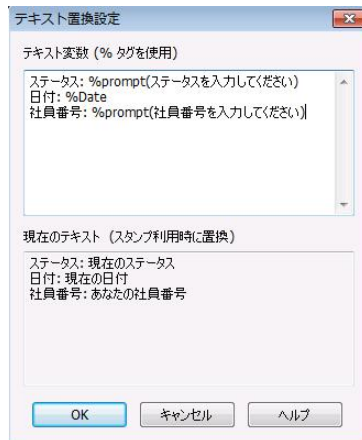 テキスト置換設定
テキスト変数（% タグを使用）
ステータス: %prompt(ステータスを入力してください)
日付: %Date
社員番号: %prompt(社員番号を入力してください)
現在のテキスト（スタンプ利用時に置換）
ステータス: 現在のステータス
日付: 現在の日付
社員番号: あなたの社員番号
OK キャンセル ヘルプ